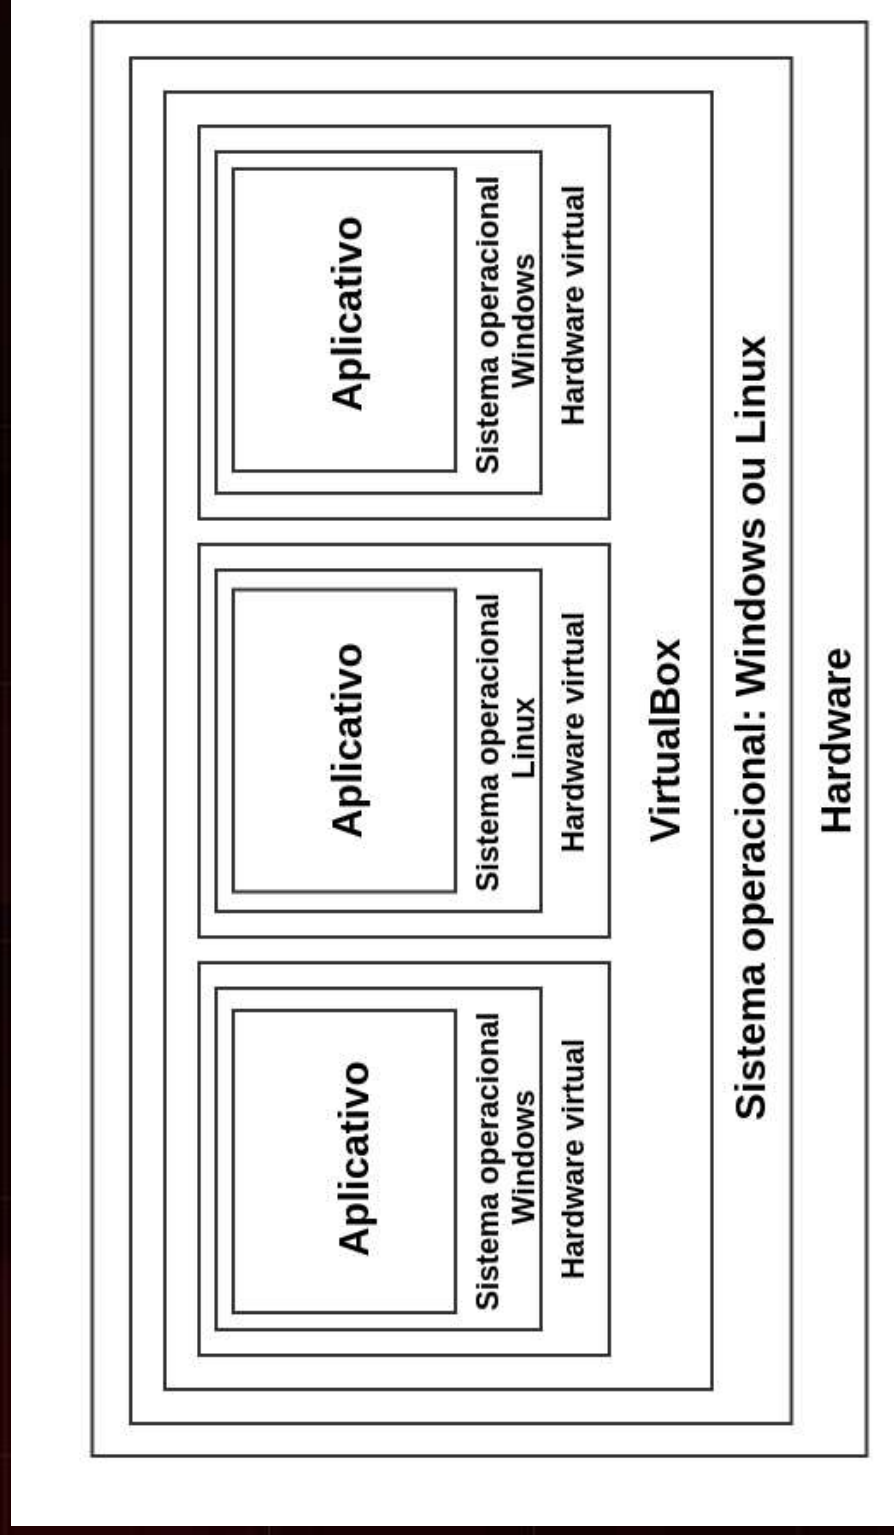 Aplicativo
Sistema operacional
Windows
Hardware virtual
Aplicativo
Sistema operacional
Linux
Hardware virtual
Aplicativo
Sistema operacional
Windows
Hardware virtual
VirtualBox
Sistema operacional: Windows ou Linux
Hardware